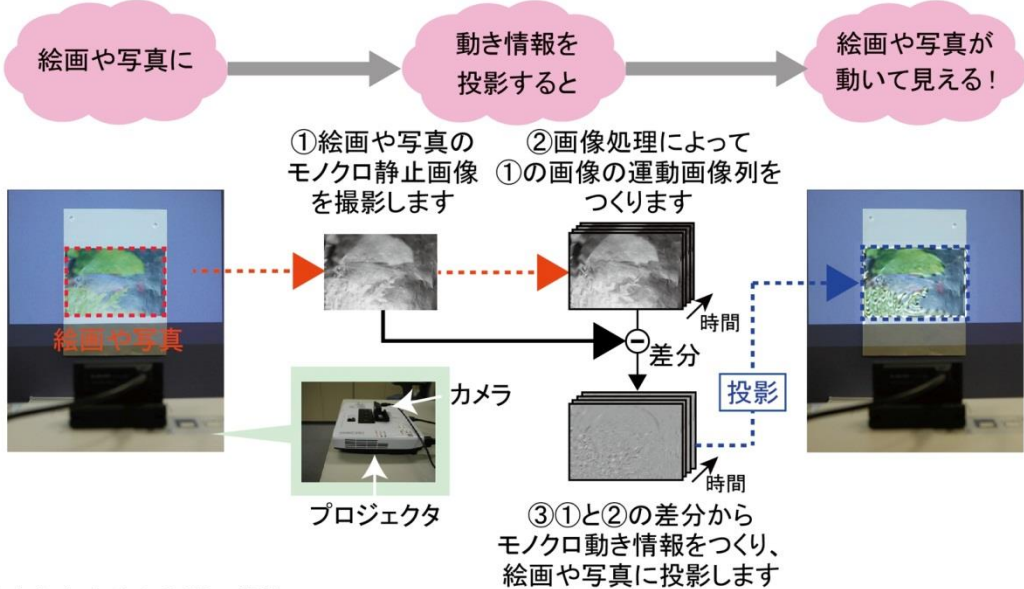 絵画や写真に
動き情報を
投影すると
絵画や写真が
動いて見える!
①絵画や写真の
モノクロ静止画像
を撮影します
②画像処理によって
①の画像の運動画像列を
つくります
絵画や写真
時間
差分
カメラ
プロジェクタ
投影
時間
③①と②の差分から
モノクロ動き情報をつくり、
絵画や写真に投影します